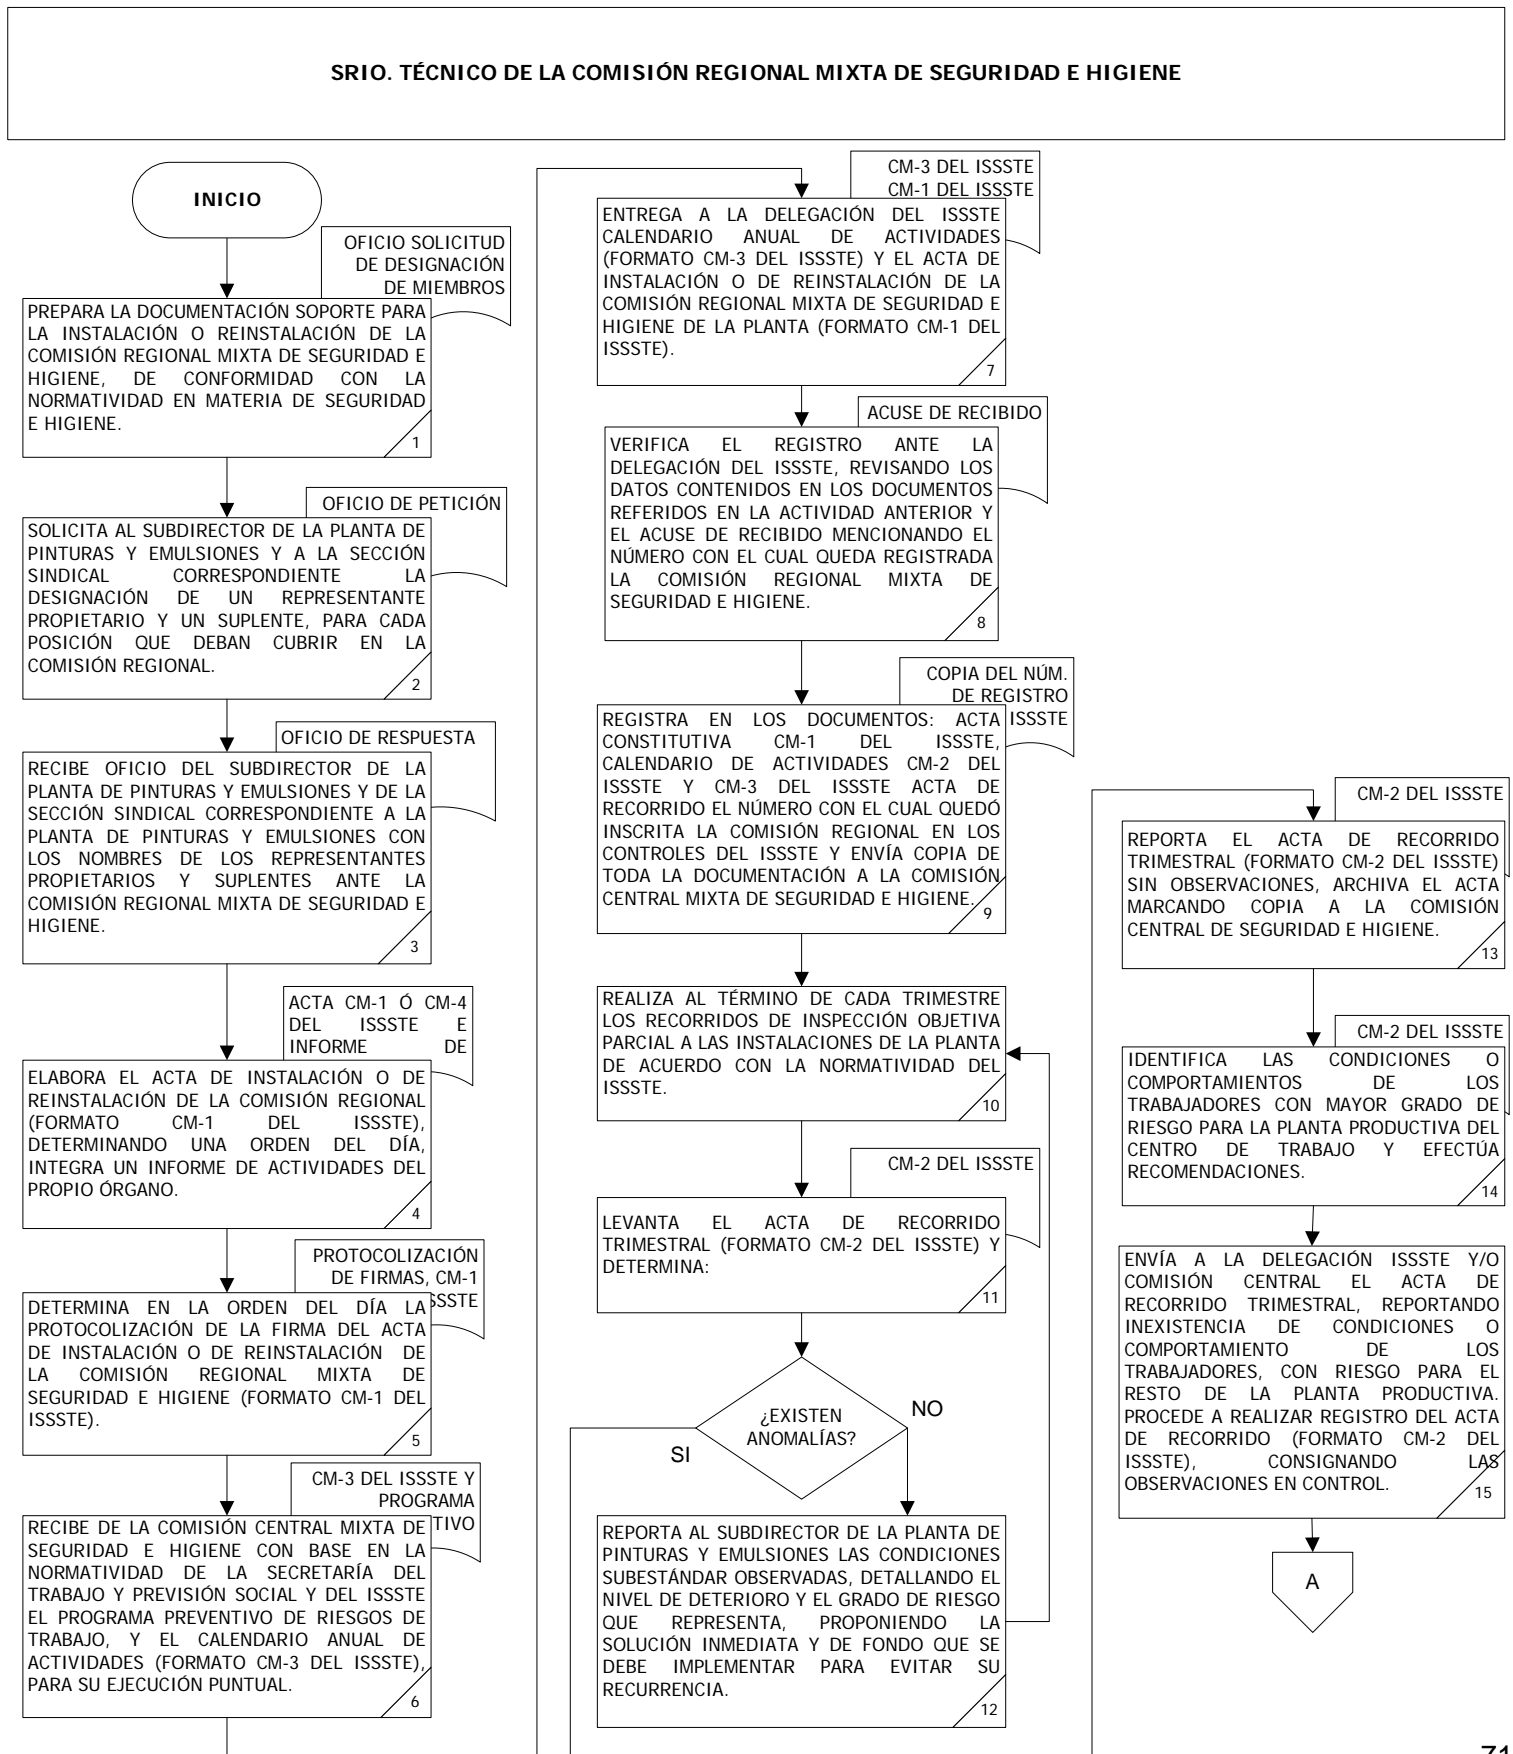 SRIO. TÉCNICO DE LA COMISIÓN REGIONAL MIXTA DE SEGURIDAD E HIGIENE
INICIO
OFICIO SOLICITUD
DE DESIGNACIÓN
DE MIEMBROS
PREPARA LA DOCUMENTACIÓN SOPORTE PARA
LA INSTALACIÓN O REINSTALACIÓN DE LA
COMISIÓN REGIONAL MIXTA DE SEGURIDAD E
HIGIENE, DE CONFORMIDAD CON LA
NORMATIVIDAD EN MATERIA DE SEGURIDAD
E HIGIENE.
1
OFICIO DE PETICIÓN
SOLICITA AL SUBDIRECTOR DE LA PLANTA DE
PINTURAS Y EMULSIONES Y A LA SECCIÓN
SINDICAL CORRESPONDIENTE LA
DESIGNACIÓN DE UN REPRESENTANTE
PROPIETARIO Y UN SUPLENTE, PARA CADA
POSICIÓN QUE DEBAN CUBRIR EN LA
COMISIÓN REGIONAL.
2
OFICIO DE RESPUESTA
RECIBE OFICIO DEL SUBDIRECTOR DE LA
PLANTA DE PINTURAS Y EMULSIONES Y DE LA
SECCIÓN SINDICAL CORRESPONDIENTE A LA
PLANTA DE PINTURAS Y EMULSIONES CON
LOS NOMBRES DE LOS REPRESENTANTES
PROPIETARIOS Y SUPLENTES ANTE LA
COMISIÓN REGIONAL MIXTA DE SEGURIDAD E
HIGIENE.
3
ACTA CM-1 Ó CM-4
DEL ISSSTE E
INFORME DE
ELABORA EL ACTA DE INSTALACIÓN O DE
REINSTALACIÓN DE LA COMISIÓN REGIONAL
(FORMATO CM-1 DEL ISSSTE),
DETERMINANDO UNA ORDEN DEL DÍA,
INTEGRA UN INFORME DE ACTIVIDADES DEL
PROPIO ÓRGANO.
4
PROTOCOLIZACIÓN
DE FIRMAS, CM-1
SSSTE
DETERMINA EN LA ORDEN DEL DÍA LA
PROTOCOLIZACIÓN DE LA FIRMA DEL ACTA
DE INSTALACIÓN O DE REINSTALACIÓN DE
LA COMISIÓN REGIONAL MIXTA DE
SEGURIDAD E HIGIENE (FORMATO CM-1 DEL
ISSSTE).
5
CM-3 DEL ISSSTE Y
PROGRAMA
TIVO
RECIBE DE LA COMISIÓN CENTRAL MIXTA DE
SEGURIDAD E HIGIENE CON BASE EN LA
NORMATIVIDAD DE LA SECRETARÍA DEL
TRABAJO Y PREVISIÓN SOCIAL Y DEL ISSSTE
EL PROGRAMA PREVENTIVO DE RIESGOS DE
TRABAJO, Y EL CALENDARIO ANUAL DE
ACTIVIDADES (FORMATO CM-3 DEL ISSSTE),
PARA SU EJECUCIÓN PUNTUAL.
6
CM-3 DEL ISSSTE
CM-1 DEL ISSSTE
ENTREGA A LA DELEGACIÓN DEL ISSSTE
CALENDARIO ANUAL DE ACTIVIDADES
(FORMATO CM-3 DEL ISSSTE) Y EL ACTA DE
INSTALACIÓN O DE REINSTALACIÓN DE LA
COMISIÓN REGIONAL MIXTA DE SEGURIDAD E
HIGIENE DE LA PLANTA (FORMATO CM-1 DEL
ISSSTE).
7
ACUSE DE RECIBIDO
VERIFICA EL REGISTRO ANTE LA
DELEGACIÓN DEL ISSSTE, REVISANDO LOS
DATOS CONTENIDOS EN LOS DOCUMENTOS
REFERIDOS EN LA ACTIVIDAD ANTERIOR Y
EL ACUSE DE RECIBIDO MENCIONANDO EL
NÚMERO CON EL CUAL QUEDA REGISTRADA
LA COMISIÓN REGIONAL MIXTA DE
SEGURIDAD E HIGIENE.
8
COPIA DEL NÚM.
DE REGISTRO
ISSSTE
REGISTRA EN LOS DOCUMENTOS: ACTA
CONSTITUTIVA CM-1 DEL ISSSTE,
CALENDARIO DE ACTIVIDADES CM-2 DEL
ISSSTE Y CM-3 DEL ISSSTE ACTA DE
RECORRIDO EL NÚMERO CON EL CUAL QUEDÓ
INSCRITA LA COMISIÓN REGIONAL EN LOS
CONTROLES DEL ISSSTE Y ENVÍA COPIA DE
TODA LA DOCUMENTACIÓN A LA COMISIÓN
CENTRAL MIXTA DE SEGURIDAD E HIGIENE.
9
REALIZA AL TÉRMINO DE CADA TRIMESTRE
LOS RECORRIDOS DE INSPECCIÓN OBJETIVA
PARCIAL A LAS INSTALACIONES DE LA PLANTA
DE ACUERDO CON LA NORMATIVIDAD DEL
ISSSTE.
10
CM-2 DEL ISSSTE
LEVANTA EL ACTA DE RECORRIDO
TRIMESTRAL (FORMATO CM-2 DEL ISSSTE) Y
DETERMINA:
11
¿EXISTEN
ANOMALÍAS?
NO
SI
REPORTA AL SUBDIRECTOR DE LA PLANTA DE
PINTURAS Y EMULSIONES LAS CONDICIONES
SUBESTÁNDAR OBSERVADAS, DETALLANDO EL
NIVEL DE DETERIORO Y EL GRADO DE RIESGO
QUE REPRESENTA, PROPONIENDO LA
SOLUCIÓN INMEDIATA Y DE FONDO QUE SE
DEBE IMPLEMENTAR PARA EVITAR SU
RECURRENCIA.
12
CM-2 DEL ISSSTE
REPORTA EL ACTA DE RECORRIDO
TRIMESTRAL (FORMATO CM-2 DEL ISSSTE)
SIN OBSERVACIONES, ARCHIVA EL ACTA
MARCANDO COPIA A LA COMISIÓN
CENTRAL DE SEGURIDAD E HIGIENE.
13
CM-2 DEL ISSSTE
IDENTIFICA LAS CONDICIONES O
COMPORTAMIENTOS DE LOS
TRABAJADORES CON MAYOR GRADO DE
RIESGO PARA LA PLANTA PRODUCTIVA DEL
CENTRO DE TRABAJO Y EFECTÚA
RECOMENDACIONES.
14
ENVÍA A LA DELEGACIÓN ISSSTE Y/O
COMISIÓN CENTRAL EL ACTA DE
RECORRIDO TRIMESTRAL, REPORTANDO
INEXISTENCIA DE CONDICIONES O
COMPORTAMIENTO DE LOS
TRABAJADORES, CON RIESGO PARA EL
RESTO DE LA PLANTA PRODUCTIVA.
PROCEDE A REALIZAR REGISTRO DEL ACTA
DE RECORRIDO (FORMATO CM-2 DEL
ISSSTE), CONSIGNANDO LAS
OBSERVACIONES EN CONTROL.
15
A
71